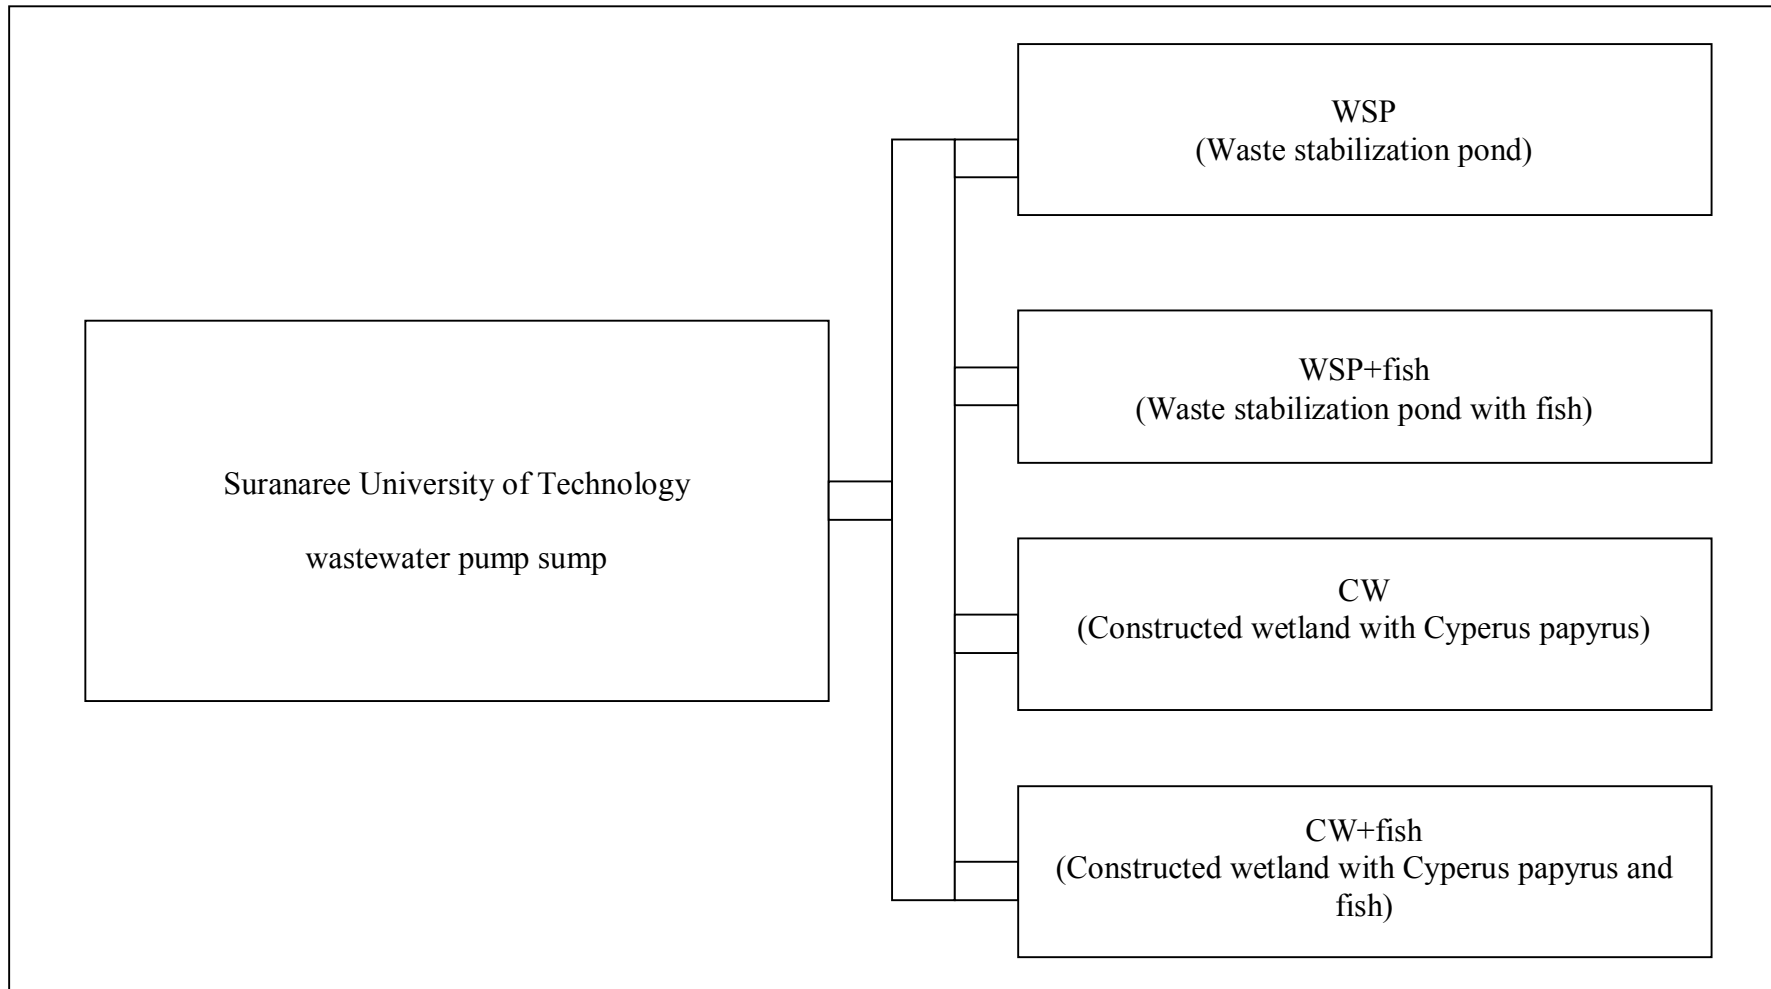 WSP
(Waste stabilization pond)
WSP+fish
(Waste stabilization pond with fish)
Suranaree University of Technology
wastewater pump sump
CW
(Constructed wetland with Cyperus papyrus)
CW+fish
(Constructed wetland with Cyperus papyrus and
fish)